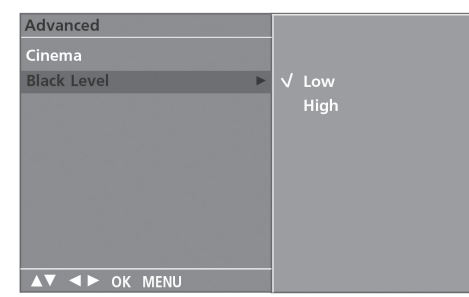 Advanced
Cinema
Black Level ►
√ Low
High
▲▼ ◄► OK MENU